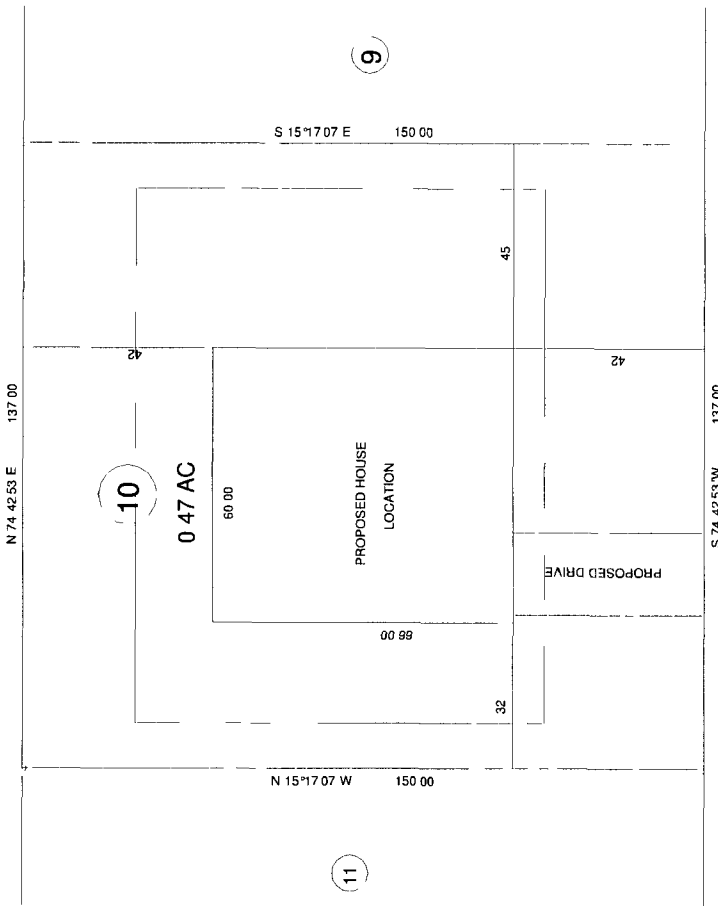 9
S 15°17 07 E 150 00
45
42
42
N 74 42 53 E 137 00
S 74 42 53 W 137 00
10
0 47 AC
60 00
PROPOSED HOUSE
LOCATION
PROPOSED DRIVE
66 00
32
N 15°17 07 W 150 00
11